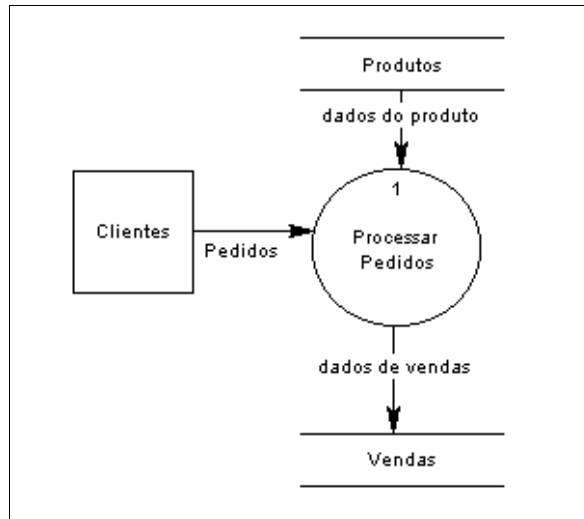 Produtos
dados do produto
1
Clientes
Processar
Pedidos
Pedidos
dados de vendas
Vendas